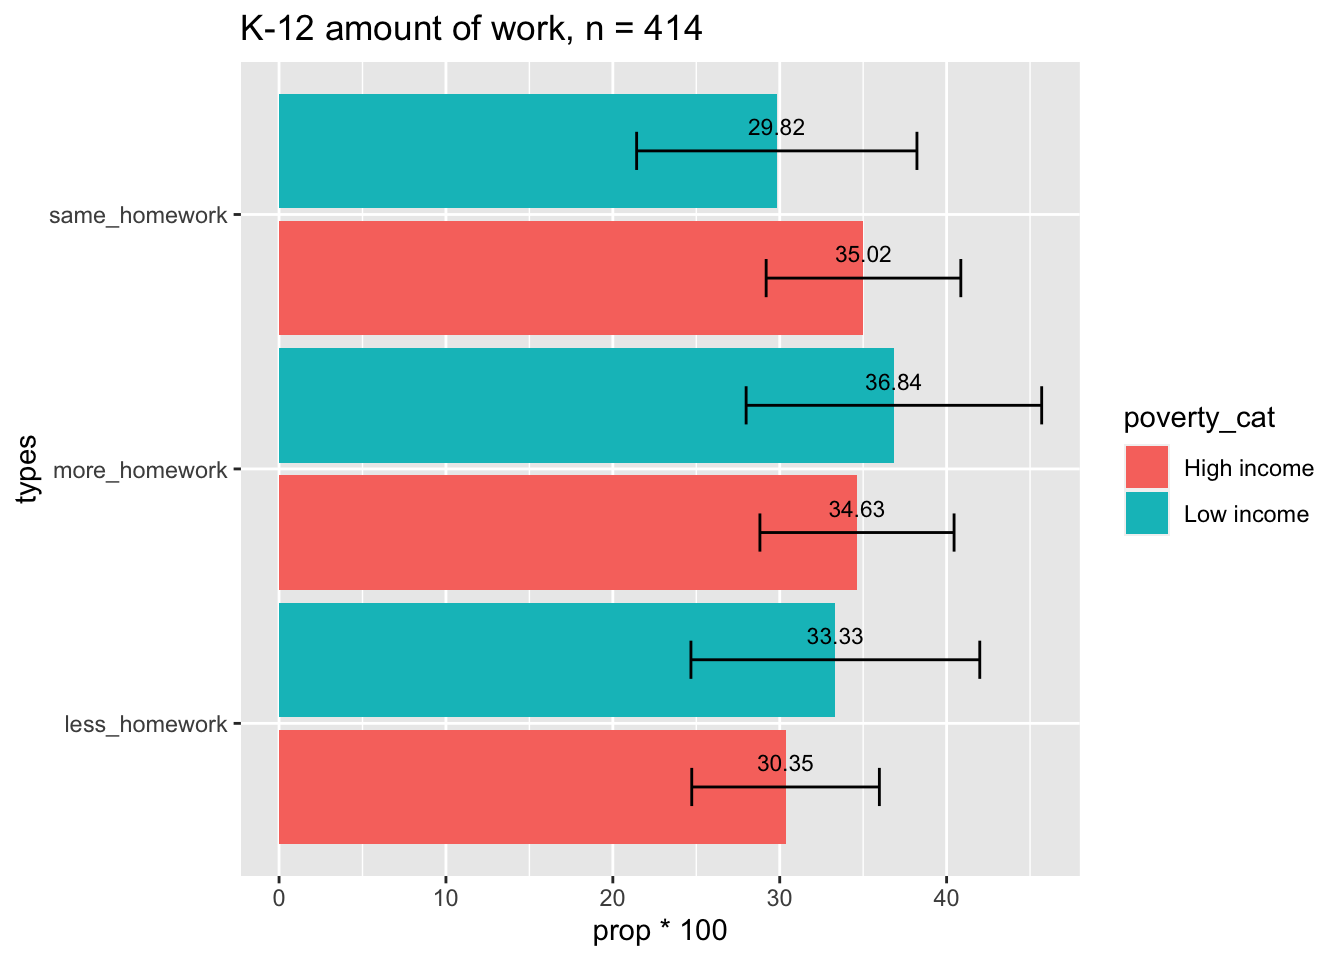 K-12 amount of work, n = 414
types
same_homework
29.82
35.02
more_homework
36.84
34.63
less_homework
33.33
30.35
0 10 20 30 40
prop * 100
poverty_cat
High income
Low income